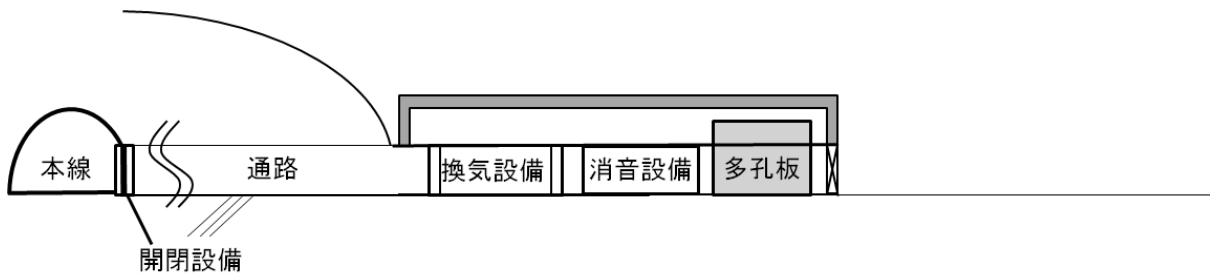 本線
通路
換気設備
消音設備
多孔板
開閉設備